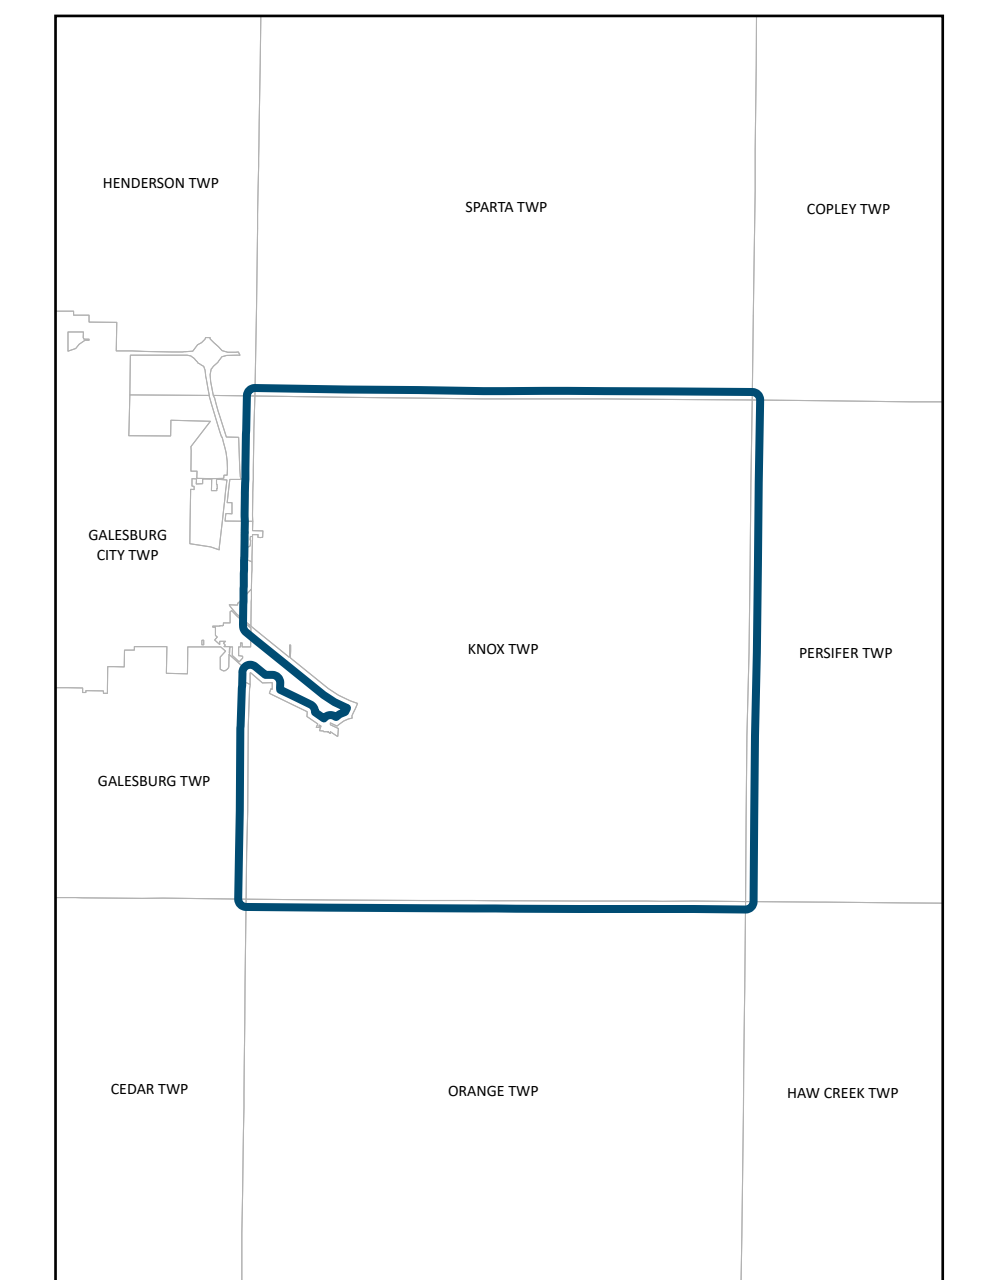 HENDERSON TWP
SPARTA TWP
COPLEY TWP
GALESBURG
CITY TWP
KNOX TWP
PERSIFER TWP
GALESBURG TWP
CEDAR TWP
ORANGE TWP
HAW CREEK TWP